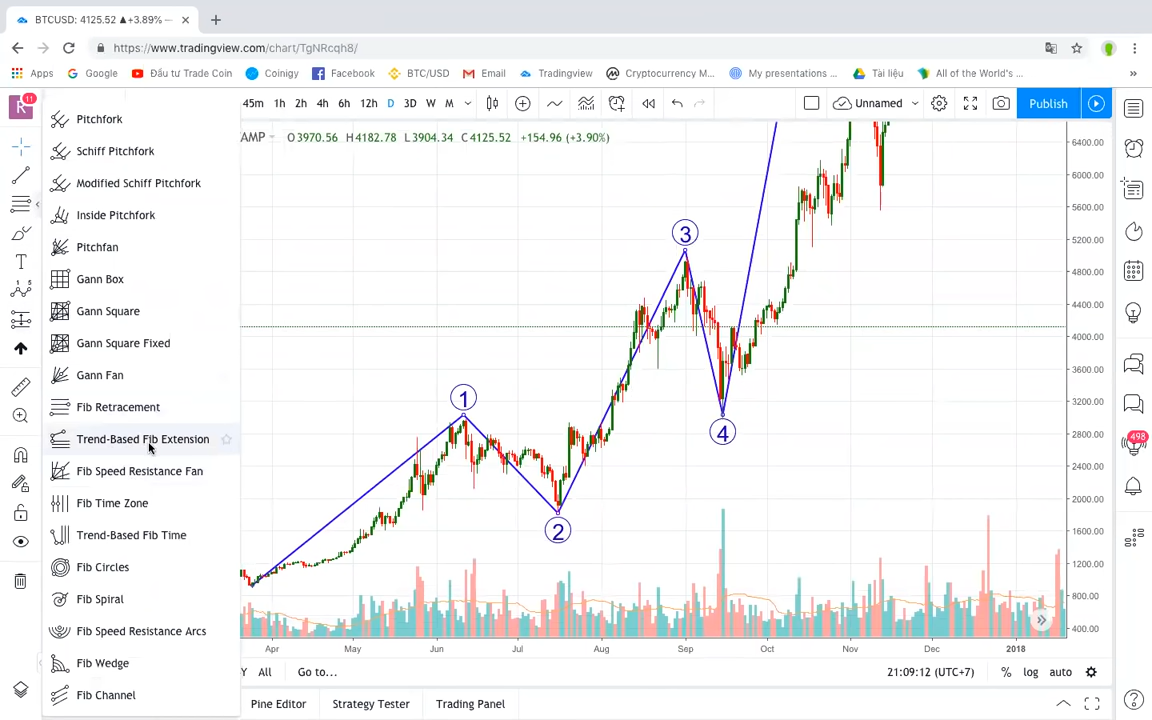 BTCUSD: 4125.52 ▲+3.89% —
https://www.tradingview.com/chart/TgNRcqh8/
Apps Google Đầu tư Trade Coin Coinigy Facebook BTC/USD Email Tradingview Cryptocurrency M... My presentations ... Tài liệu All of the World's ... »
R 11
45m 1h 2h 4h 6h 12h D 3D W M Unnamed Publish
AMP O3970.56 H4182.78 L3904.34 C4125.52 +154.96 (+3.90%)
Pitchfork
Schiff Pitchfork
Modified Schiff Pitchfork
Inside Pitchfork
Pitchfan
Gann Box
Gann Square
Gann Square Fixed
Gann Fan
Fib Retracement
Trend-Based Fib Extension
Fib Speed Resistance Fan
Fib Time Zone
Trend-Based Fib Time
Fib Circles
Fib Spiral
Fib Speed Resistance Arcs
Fib Wedge
Fib Channel
T
5
1
2
3
4
6400.00
6000.00
5600.00
5200.00
4800.00
4400.00
4000.00
3600.00
3200.00
2800.00
2400.00
2000.00
1600.00
1200.00
800.00
400.00
498
Apr May Jun Jul Aug Sep Oct Nov Dec 2018
Y All Go to... 21:09:12 (UTC+7) % log auto
Pine Editor Strategy Tester Trading Panel